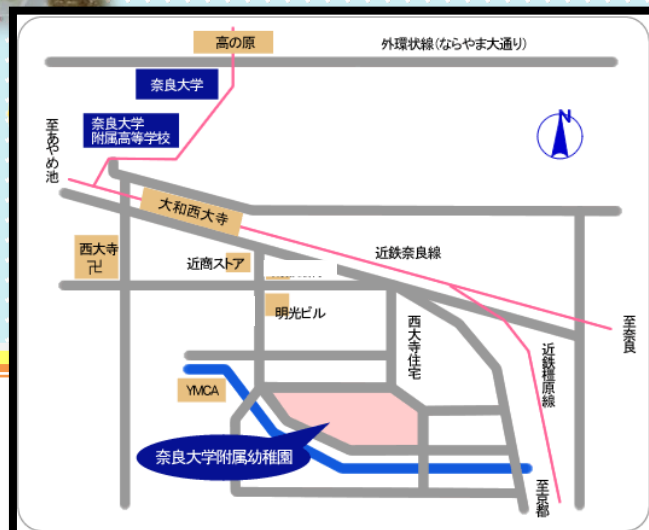 高の原
外環状線(ならやま大通り)
奈良大学
N
奈良大学
附属高等学校
至あやめ池
大和西大寺
西大寺
卍
近商ストア
近鉄奈良線
至奈良
明光ビル
西大寺住宅
近鉄橿原線
YMCA
奈良大学附属幼稚園
至京都